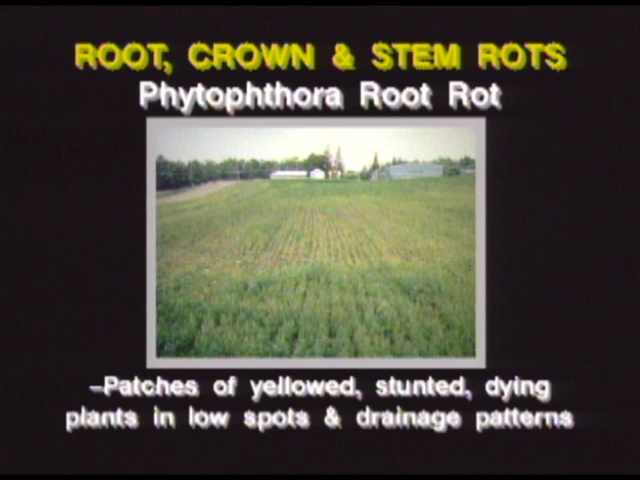 ROOT, CROWN & STEM ROTS
Phytophthora Root Rot
–Patches of yellowed, stunted, dying
plants in low spots & drainage patterns